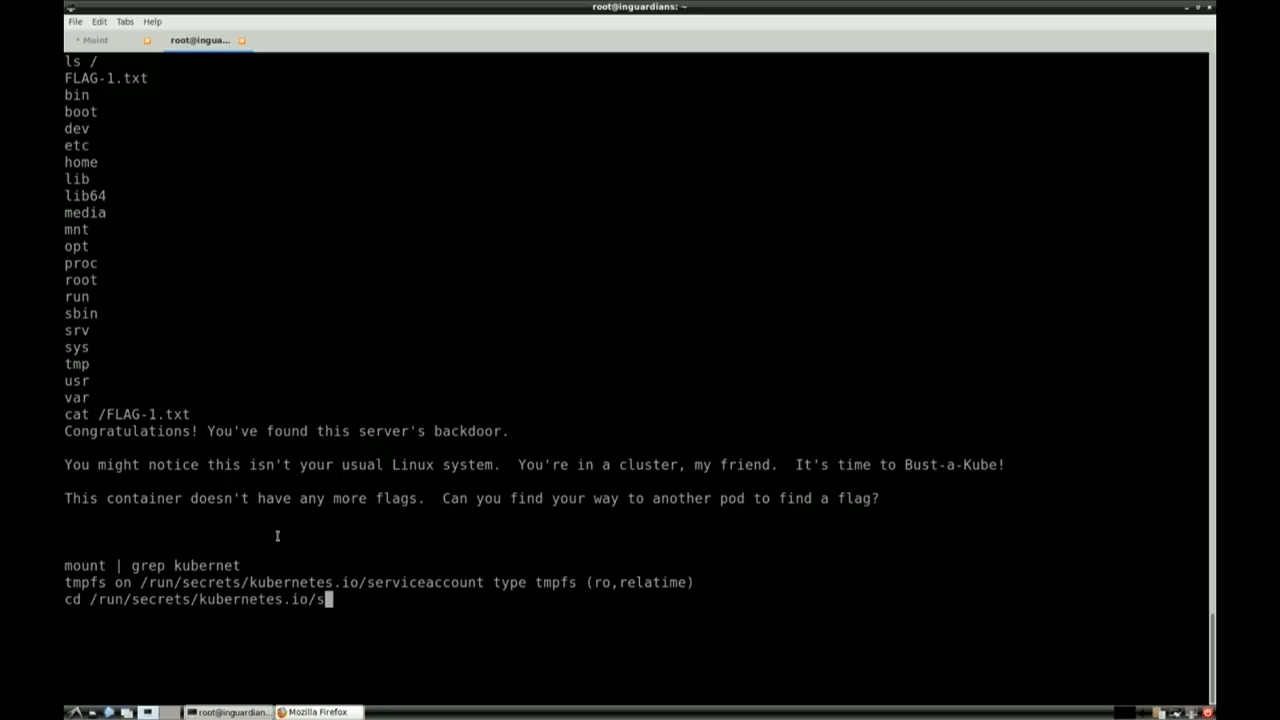 root@inguardians: ~
File Edit Tabs Help
* Maint
root@ingua...
ls /
FLAG-1.txt
bin
boot
dev
etc
home
lib
lib64
media
mnt
opt
proc
root
run
sbin
srv
sys
tmp
usr
var
cat /FLAG-1.txt
Congratulations! You've found this server's backdoor.
You might notice this isn't your usual Linux system.  You're in a cluster, my friend.  It's time to Bust-a-Kube!
This container doesn't have any more flags.  Can you find your way to another pod to find a flag?
mount | grep kubernet
tmpfs on /run/secrets/kubernetes.io/serviceaccount type tmpfs (ro,relatime)
cd /run/secrets/kubernetes.io/s
root@inguardian...
Mozilla Firefox